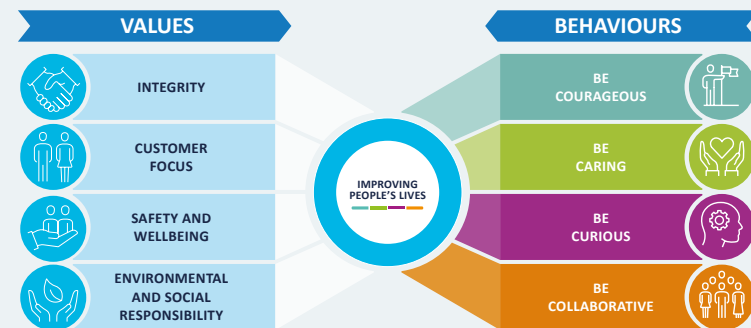 VALUES
INTEGRITY
CUSTOMER
FOCUS
SAFETY AND
WELLBEING
ENVIRONMENTAL
AND SOCIAL
RESPONSIBILITY
IMPROVING
PEOPLE'S LIVES
BEHAVIOURS
BE
COURAGEOUS
BE
CARING
BE
CURIOUS
BE
COLLABORATIVE